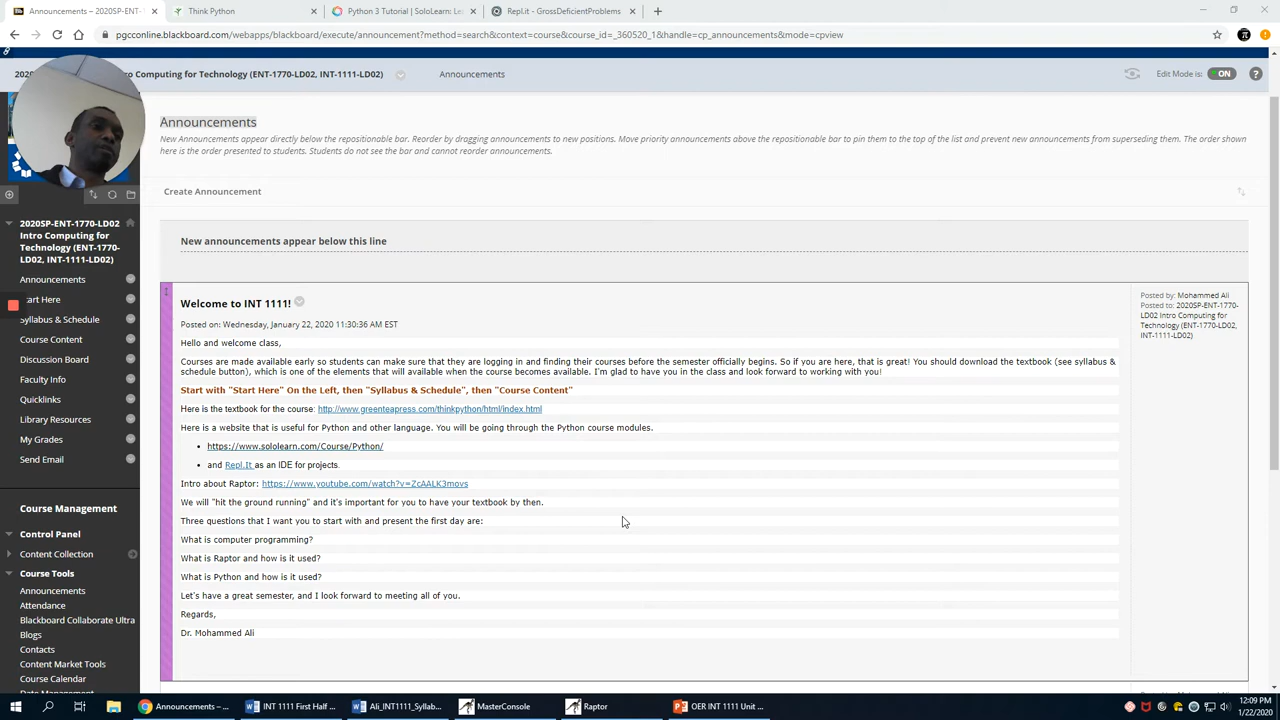 Announcements – 2020SP-ENT-1
Think Python
Python 3 Tutorial | SoloLearn: Le
Repl.it - GrossDeficientProblems
pgcconline.blackboard.com/webapps/blackboard/execute/announcement?method=search&context=course&course_id=_360520_1&handle=cp_announcements&mode=cpview
Intro Computing for Technology (ENT-1770-LD02, INT-1111-LD02)
Announcements
Edit Mode is: ON ?
Announcements
New Announcements appear directly below the repositionable bar. Reorder by dragging announcements to new positions. Move priority announcements above the repositionable bar to pin them to the top of the list and prevent new announcements from superseding them. The order shown
here is the order presented to students. Students do not see the bar and cannot reorder announcements.
Create Announcement
New announcements appear below this line
Welcome to INT 1111!
Posted on: Wednesday, January 22, 2020 11:30:36 AM EST
Hello and welcome class,
Courses are made available early so students can make sure that they are logging in and finding their courses before the semester officially begins. So if you are here, that is great! You should download the textbook (see syllabus &
schedule button), which is one of the elements that will available when the course becomes available. I'm glad to have you in the class and look forward to working with you!
Start with "Start Here" On the Left, then "Syllabus & Schedule", then "Course Content"
Here is the textbook for the course: http://www.greenteapress.com/thinkpython/html/index.html
Here is a website that is useful for Python and other language. You will be going through the Python course modules.
• https://www.sololearn.com/Course/Python/
• and Repl.It as an IDE for projects.
Intro about Raptor: https://www.youtube.com/watch?v=ZcAALK3movs
We will "hit the ground running" and it's important for you to have your textbook by then.
Three questions that I want you to start with and present the first day are:
What is computer programming?
What is Raptor and how is it used?
What is Python and how is it used?
Let's have a great semester, and I look forward to meeting all of you.
Regards,
Dr. Mohammed Ali
Posted by: Mohammed Ali
Posted to: 2020SP-ENT-1770-
LD02 Intro Computing for
Technology (ENT-1770-LD02,
INT-1111-LD02)
2020SP-ENT-1770-LD02
Intro Computing for
Technology (ENT-1770-
LD02, INT-1111-LD02)
Announcements
tart Here
Syllabus & Schedule
Course Content
Discussion Board
Faculty Info
Quicklinks
Library Resources
My Grades
Send Email
Course Management
Control Panel
Content Collection
Course Tools
Announcements
Attendance
Blackboard Collaborate Ultra
Blogs
Contacts
Content Market Tools
Course Calendar
Date Management
Announcements – ...
INT 1111 First Half ...
Ali_INT1111_Syllab...
MasterConsole
Raptor
OER INT 1111 Unit ...
12:09 PM
1/22/2020